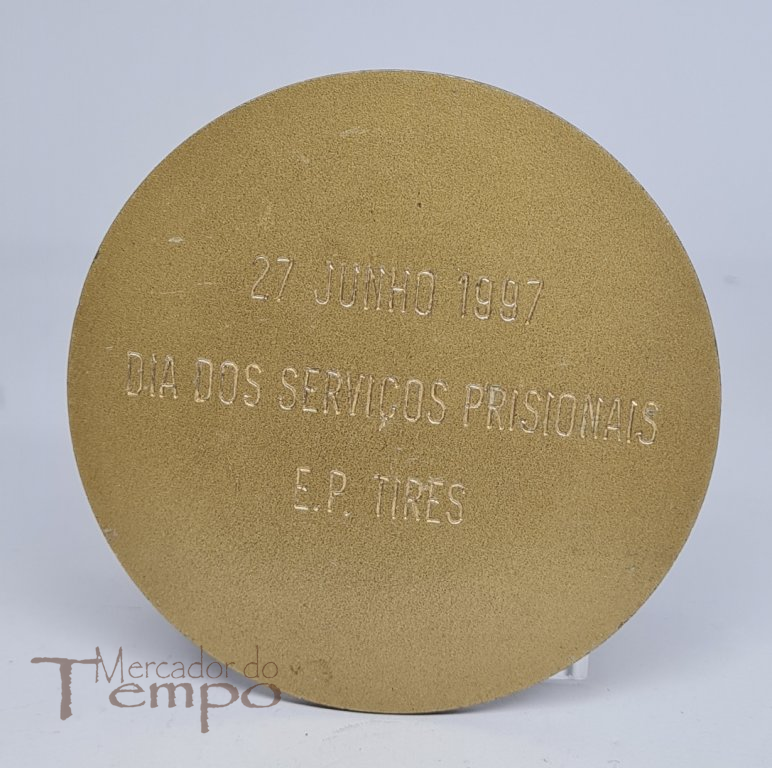 27 JUNHO 1997
DIA DOS SERVIÇOS PRISIONAIS
E.P. TIRES
Mercador do
Tempo